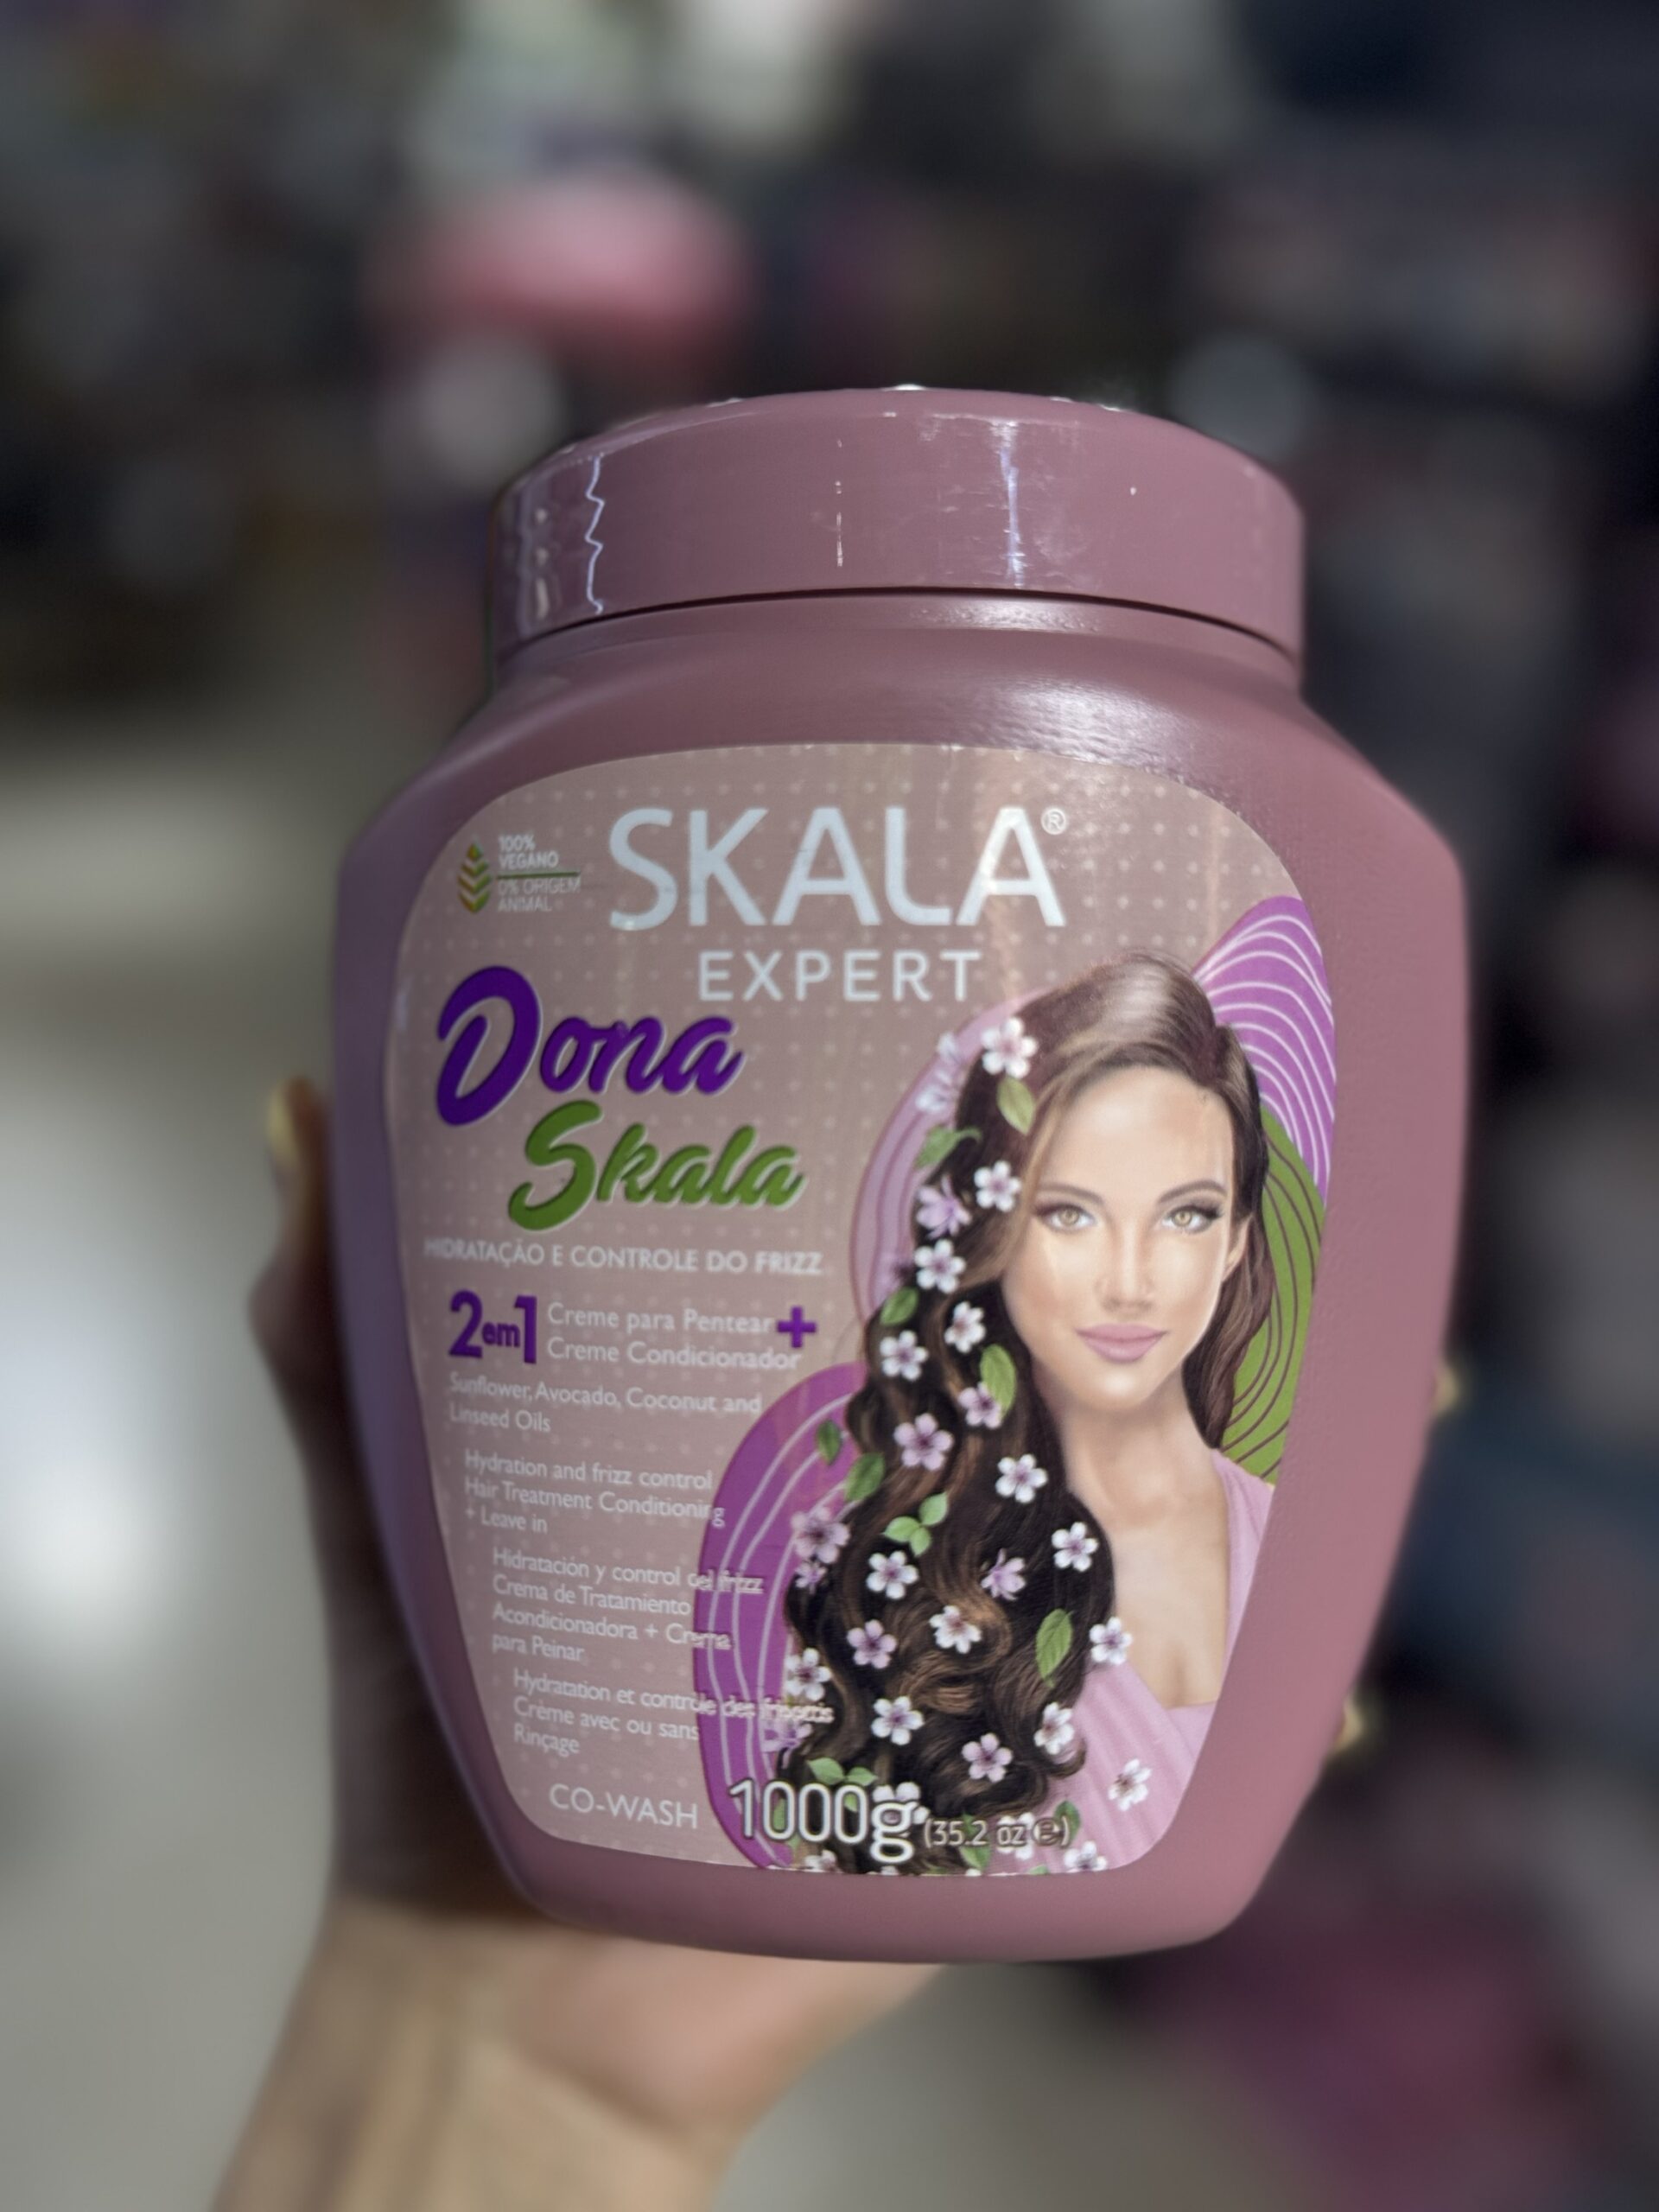 100%
VEGANO
0% ORIGEM
ANIMAL
SKALA®
EXPERT
Dona
Skala
HIDRATAÇÃO E CONTROLE DO FRIZZ
2em1 Creme para Pentear +
Creme Condicionador
Sunflower, Avocado, Coconut and
Linseed Oils
Hydration and frizz control
Hair Treatment Conditioning
+ Leave in
Hidratación y control del frizz
Crema de Tratamiento
Acondicionadora + Crema
para Peinar
Hydratation et contrôle des frisottis
Crème avec ou sans
Rinçage
CO-WASH 1000g (35.2 oz ℮)